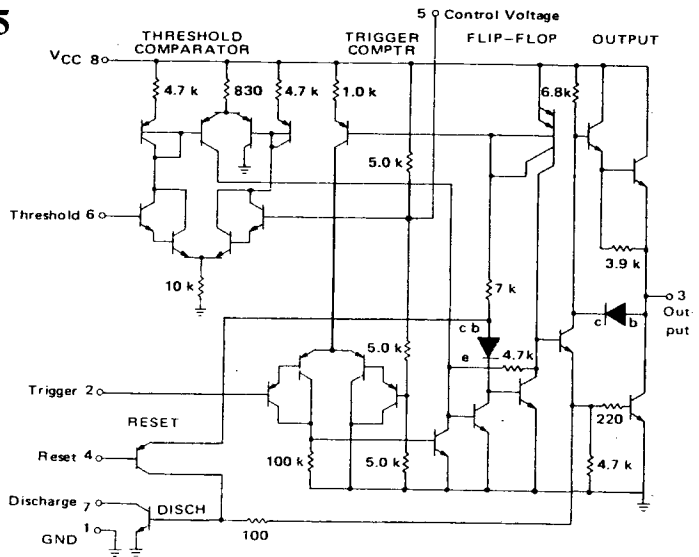 5
5 Control Voltage
THRESHOLD
COMPARATOR
TRIGGER
COMPTR
FLIP-FLOP
OUTPUT
VCC 8
4.7 k
830
4.7 k
1.0 k
6.8k
5.0 k
Threshold 6
3.9 k
10 k
7 k
3
Out-
put
c b
c
b
e
5.0 k
4.7k
Trigger 2
220
RESET
Reset 4
100 k
5.0 k
4.7 k
Discharge 7
DISCH
1
GND
100